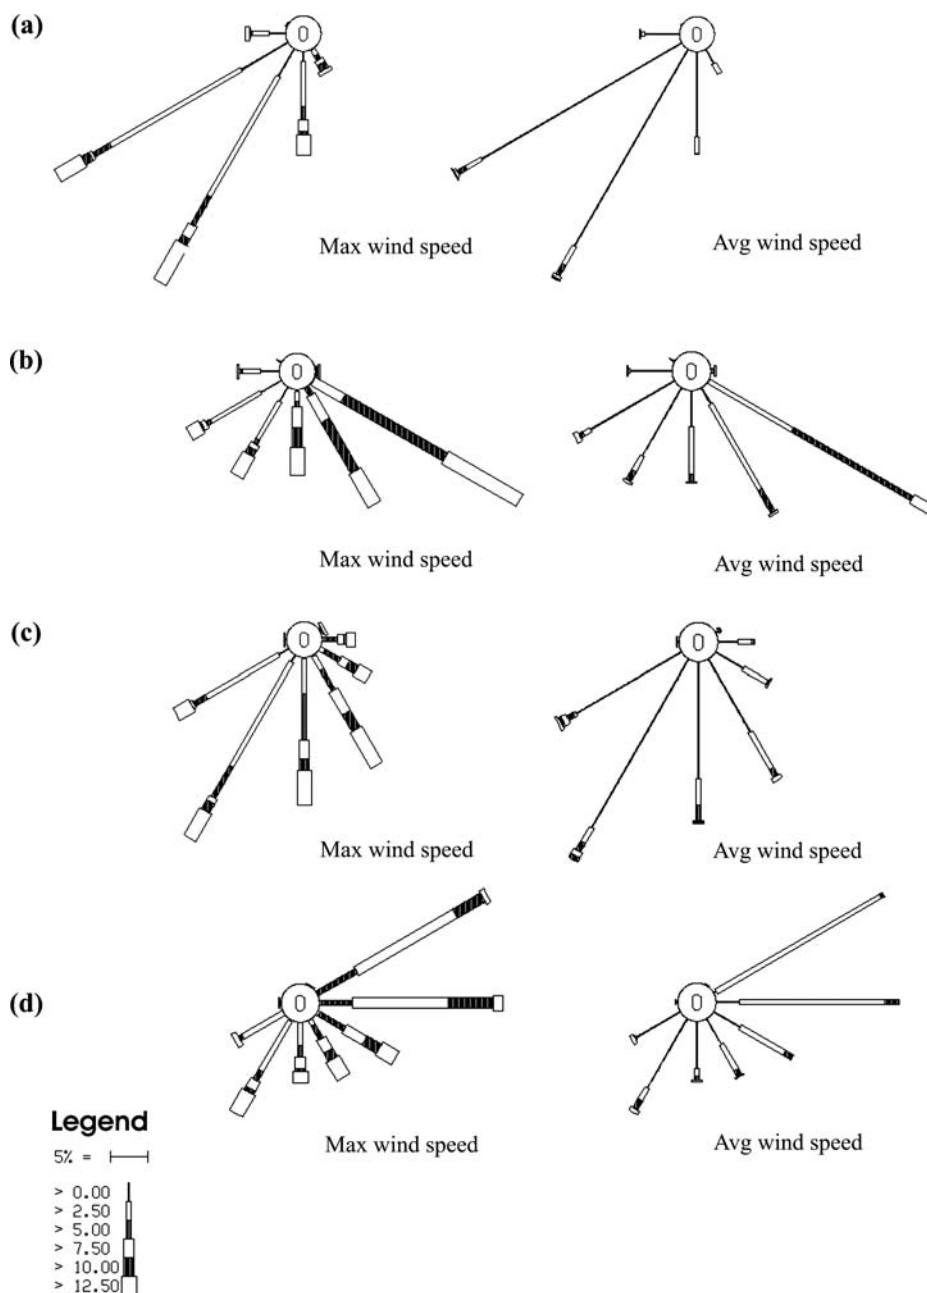 (a)
0
0
Max wind speed
Avg wind speed
(b)
0
0
Max wind speed
Avg wind speed
(c)
0
0
Max wind speed
Avg wind speed
(d)
0
0
Max wind speed
Avg wind speed
Legend
5% =
> 0.00
> 2.50
> 5.00
> 7.50
> 10.00
> 12.50